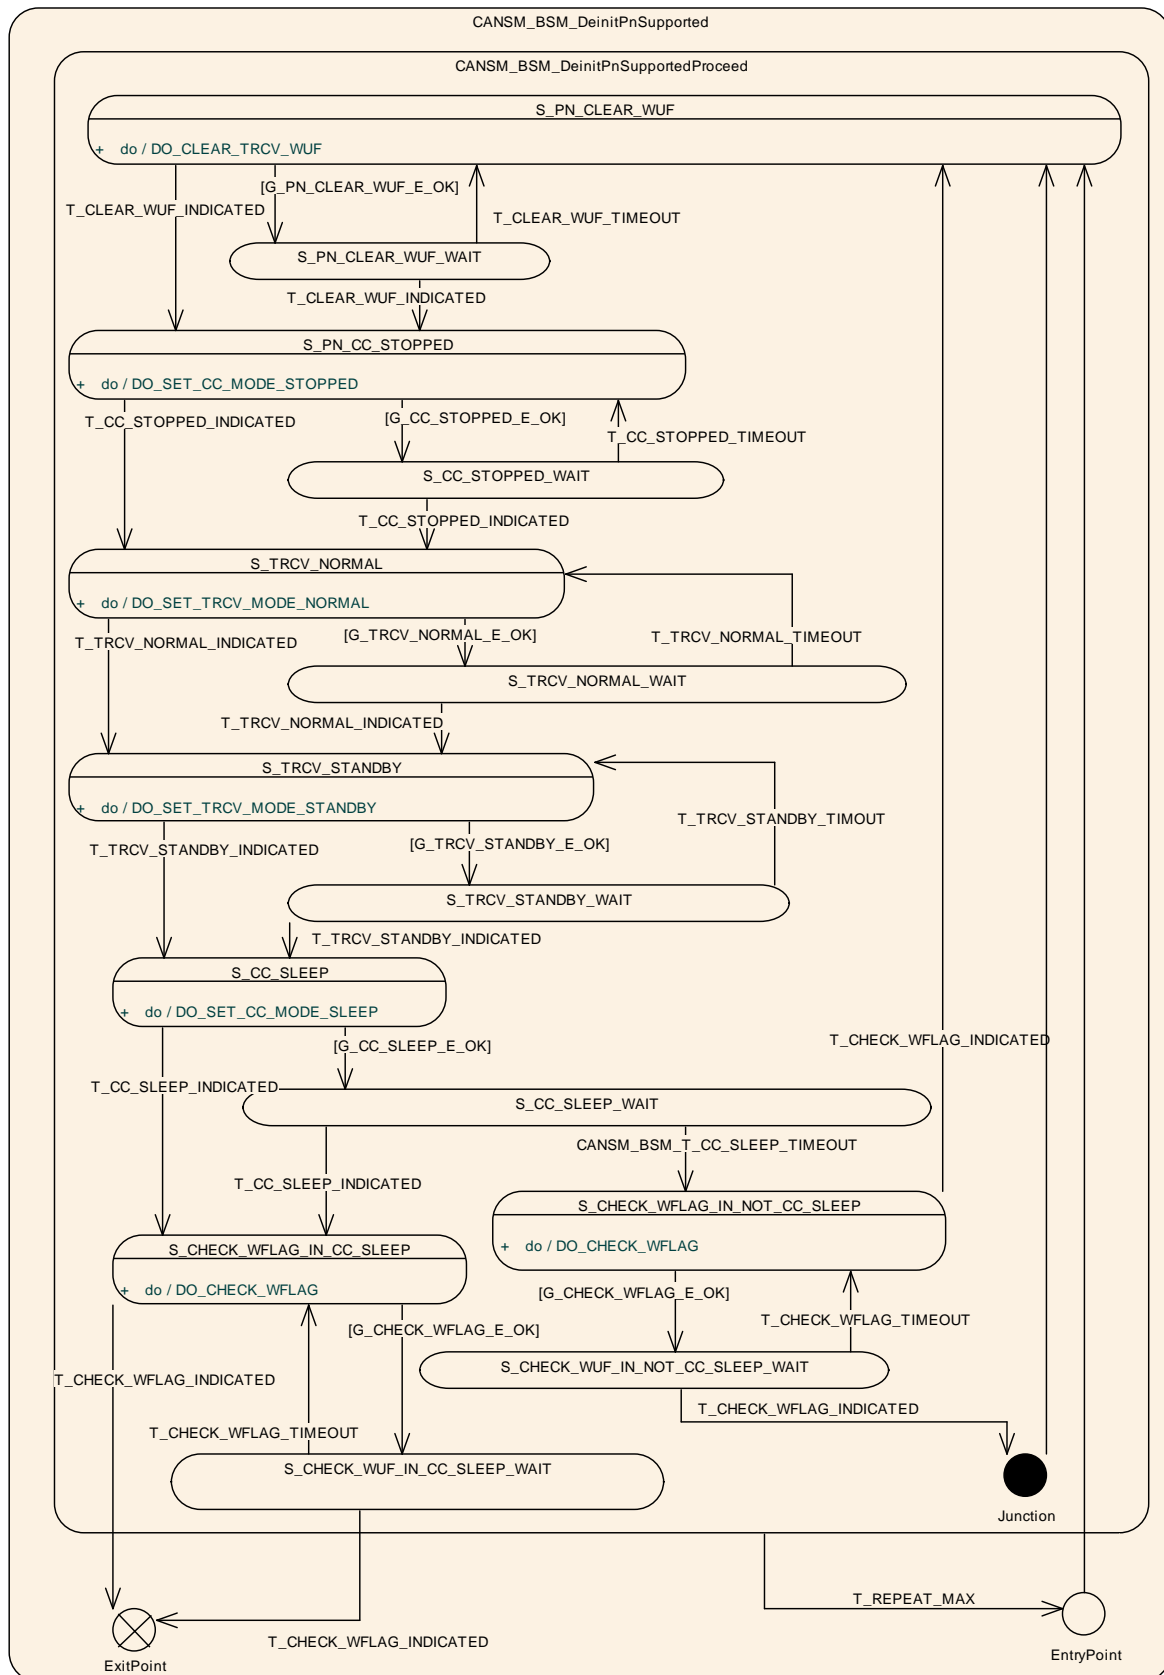 CANSM_BSM_DeinitPnSupported
CANSM_BSM_DeinitPnSupportedProceed
S_PN_CLEAR_WUF
+ do / DO_CLEAR_TRCV_WUF
[G_PN_CLEAR_WUF_E_OK]
T_CLEAR_WUF_INDICATED
T_CLEAR_WUF_TIMEOUT
S_PN_CLEAR_WUF_WAIT
T_CLEAR_WUF_INDICATED
S_PN_CC_STOPPED
+ do / DO_SET_CC_MODE_STOPPED
T_CC_STOPPED_INDICATED
[G_CC_STOPPED_E_OK]
T_CC_STOPPED_TIMEOUT
S_CC_STOPPED_WAIT
T_CC_STOPPED_INDICATED
S_TRCV_NORMAL
+ do / DO_SET_TRCV_MODE_NORMAL
T_TRCV_NORMAL_INDICATED
[G_TRCV_NORMAL_E_OK]
T_TRCV_NORMAL_TIMEOUT
S_TRCV_NORMAL_WAIT
T_TRCV_NORMAL_INDICATED
S_TRCV_STANDBY
+ do / DO_SET_TRCV_MODE_STANDBY
T_TRCV_STANDBY_TIMOUT
T_TRCV_STANDBY_INDICATED
[G_TRCV_STANDBY_E_OK]
S_TRCV_STANDBY_WAIT
T_TRCV_STANDBY_INDICATED
S_CC_SLEEP
+ do / DO_SET_CC_MODE_SLEEP
[G_CC_SLEEP_E_OK]
T_CHECK_WFLAG_INDICATED
T_CC_SLEEP_INDICATED
S_CC_SLEEP_WAIT
CANSM_BSM_T_CC_SLEEP_TIMEOUT
T_CC_SLEEP_INDICATED
S_CHECK_WFLAG_IN_NOT_CC_SLEEP
+ do / DO_CHECK_WFLAG
S_CHECK_WFLAG_IN_CC_SLEEP
+ do / DO_CHECK_WFLAG
[G_CHECK_WFLAG_E_OK]
T_CHECK_WFLAG_TIMEOUT
[G_CHECK_WFLAG_E_OK]
S_CHECK_WUF_IN_NOT_CC_SLEEP_WAIT
T_CHECK_WFLAG_INDICATED
T_CHECK_WFLAG_INDICATED
T_CHECK_WFLAG_TIMEOUT
S_CHECK_WUF_IN_CC_SLEEP_WAIT
Junction
T_REPEAT_MAX
T_CHECK_WFLAG_INDICATED
EntryPoint
ExitPoint